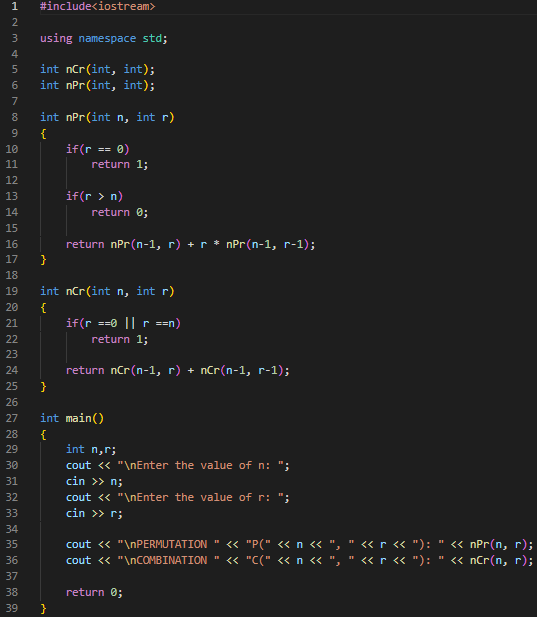 1 #include<iostream>
2
3 using namespace std;
4
5 int nCr(int, int);
6 int nPr(int, int);
7
8 int nPr(int n, int r)
9 {
10     if(r == 0)
11         return 1;
12
13     if(r > n)
14         return 0;
15
16     return nPr(n-1, r) + r * nPr(n-1, r-1);
17 }
18
19 int nCr(int n, int r)
20 {
21     if(r ==0 || r ==n)
22         return 1;
23
24     return nCr(n-1, r) + nCr(n-1, r-1);
25 }
26
27 int main()
28 {
29     int n,r;
30     cout << "\nEnter the value of n: ";
31     cin >> n;
32     cout << "\nEnter the value of r: ";
33     cin >> r;
34
35     cout << "\nPERMUTATION " << "P(" << n << ", " << r << "): " << nPr(n, r);
36     cout << "\nCOMBINATION " << "C(" << n << ", " << r << "): " << nCr(n, r);
37
38     return 0;
39 }